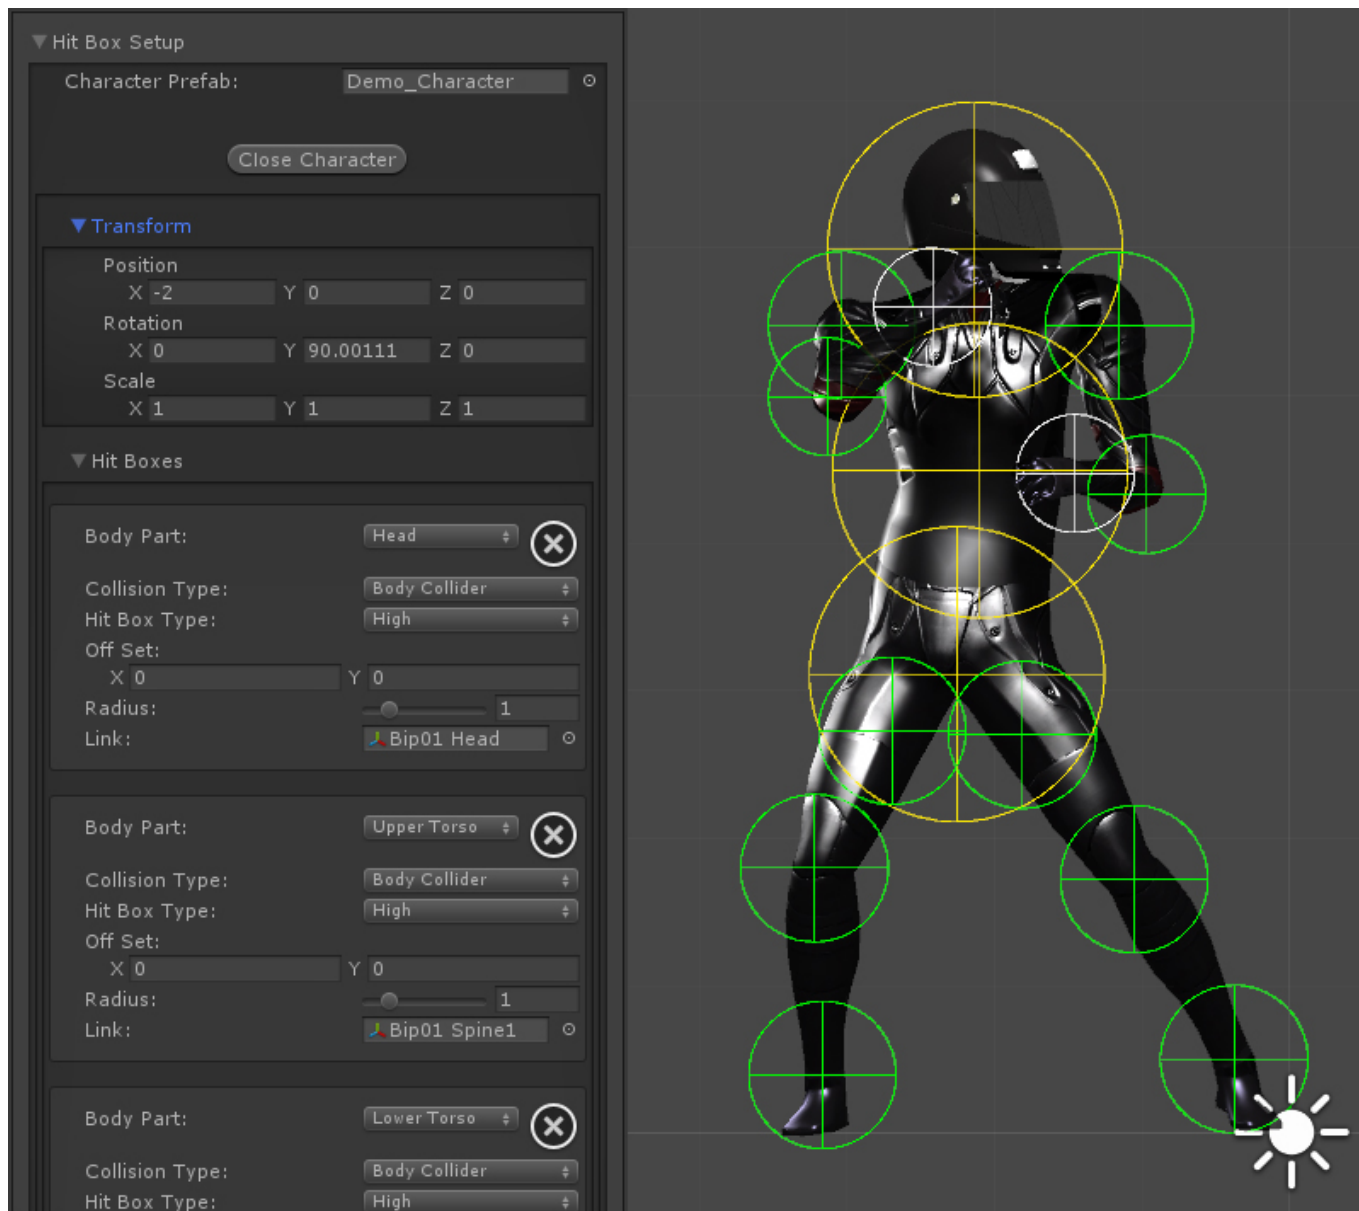 Hit Box Setup
Character Prefab: Demo_Character
Close Character
Transform
Position
X -2 Y 0 Z 0
Rotation
X 0 Y 90.00111 Z 0
Scale
X 1 Y 1 Z 1
Hit Boxes
Body Part: Head
Collision Type: Body Collider
Hit Box Type: High
Off Set:
X 0 Y 0
Radius: 1
Link: Bip01 Head
Body Part: Upper Torso
Collision Type: Body Collider
Hit Box Type: High
Off Set:
X 0 Y 0
Radius: 1
Link: Bip01 Spine1
Body Part: Lower Torso
Collision Type: Body Collider
Hit Box Type: High